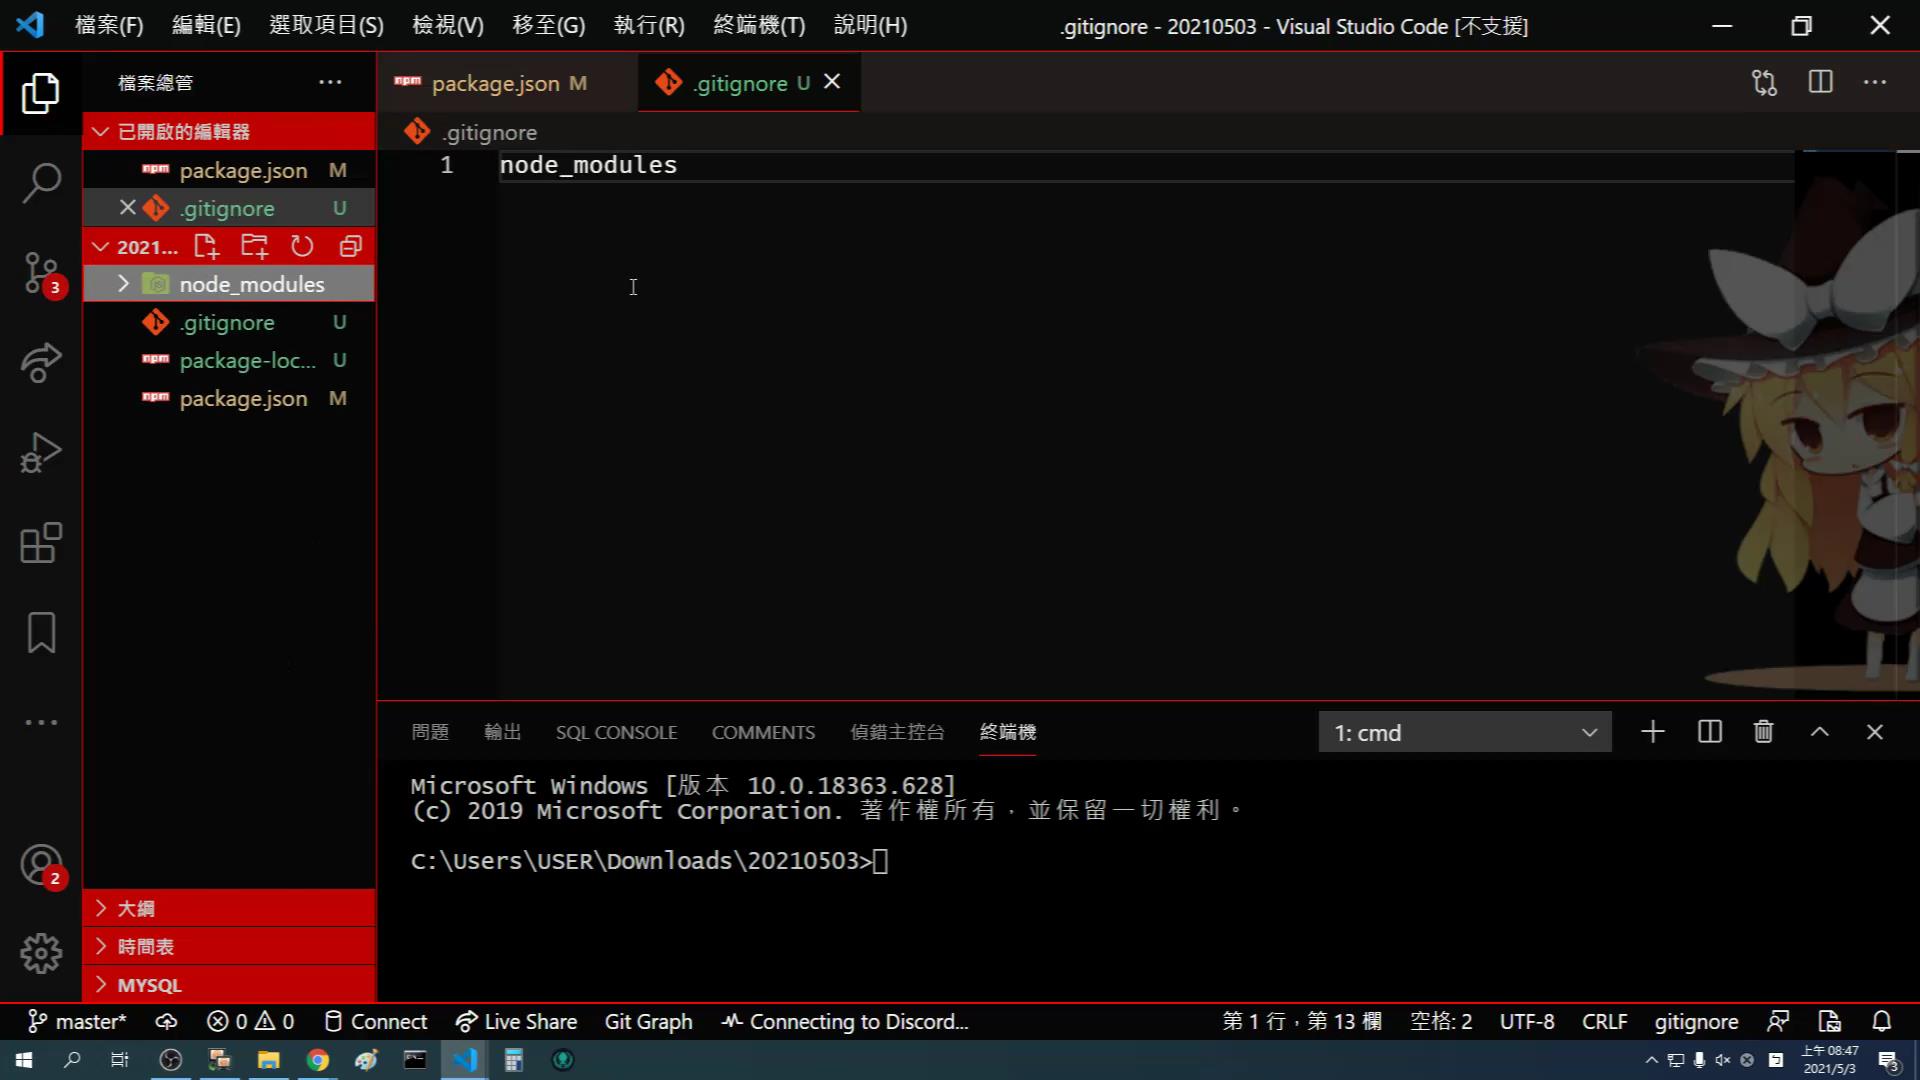 檔案(F) 編輯(E) 選取項目(S) 檢視(V) 移至(G) 執行(R) 終端機(T) 說明(H) .gitignore - 20210503 - Visual Studio Code [不支援]
檔案總管 ··· npm package.json M .gitignore U
已開啟的編輯器 .gitignore
npm package.json M
1 node_modules
.gitignore U
2021...
node_modules
.gitignore U
npm package-loc... U
npm package.json M
3
問題 輸出 SQL CONSOLE COMMENTS 偵錯主控台 終端機 1: cmd
Microsoft Windows [版本 10.0.18363.628]
(c) 2019 Microsoft Corporation. 著作權所有，並保留一切權利。
C:\Users\USER\Downloads\20210503>
2
大綱
時間表
MYSQL
master* 0 0 Connect Live Share Git Graph Connecting to Discord... 第 1 行，第 13 欄 空格: 2 UTF-8 CRLF gitignore
上午 08:47
2021/5/3
3